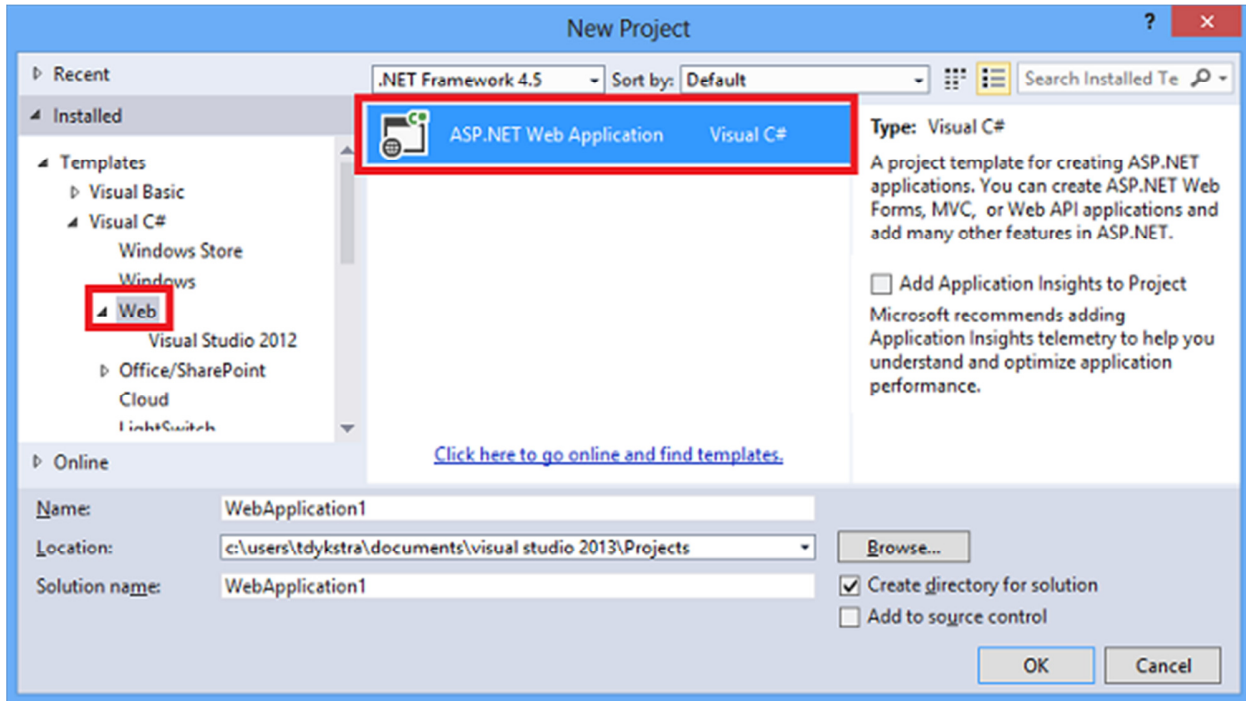 New Project
?
Recent
.NET Framework 4.5
Sort by:
Default
Search Installed Te
Installed
Templates
Visual Basic
Visual C#
Windows Store
Windows
Web
Visual Studio 2012
Office/SharePoint
Cloud
LightSwitch
Online
ASP.NET Web Application
Visual C#
Click here to go online and find templates.
Type: Visual C#
A project template for creating ASP.NET
applications. You can create ASP.NET Web
Forms, MVC, or Web API applications and
add many other features in ASP.NET.
Add Application Insights to Project
Microsoft recommends adding
Application Insights telemetry to help you
understand and optimize application
performance.
Name:
WebApplication1
Location:
c:\users\tdykstra\documents\visual studio 2013\Projects
Browse...
Solution name:
WebApplication1
Create directory for solution
Add to source control
OK
Cancel